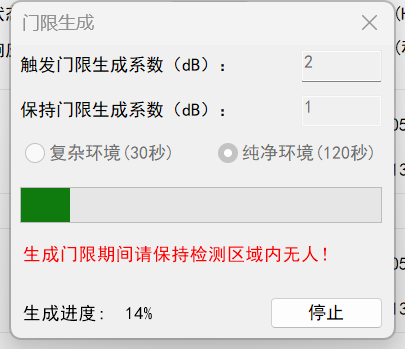 门限生成
触发门限生成系数（dB）： 2
保持门限生成系数（dB）： 1
复杂环境(30秒) 纯净环境(120秒)
生成门限期间请保持检测区域内无人！
生成进度： 14% 停止